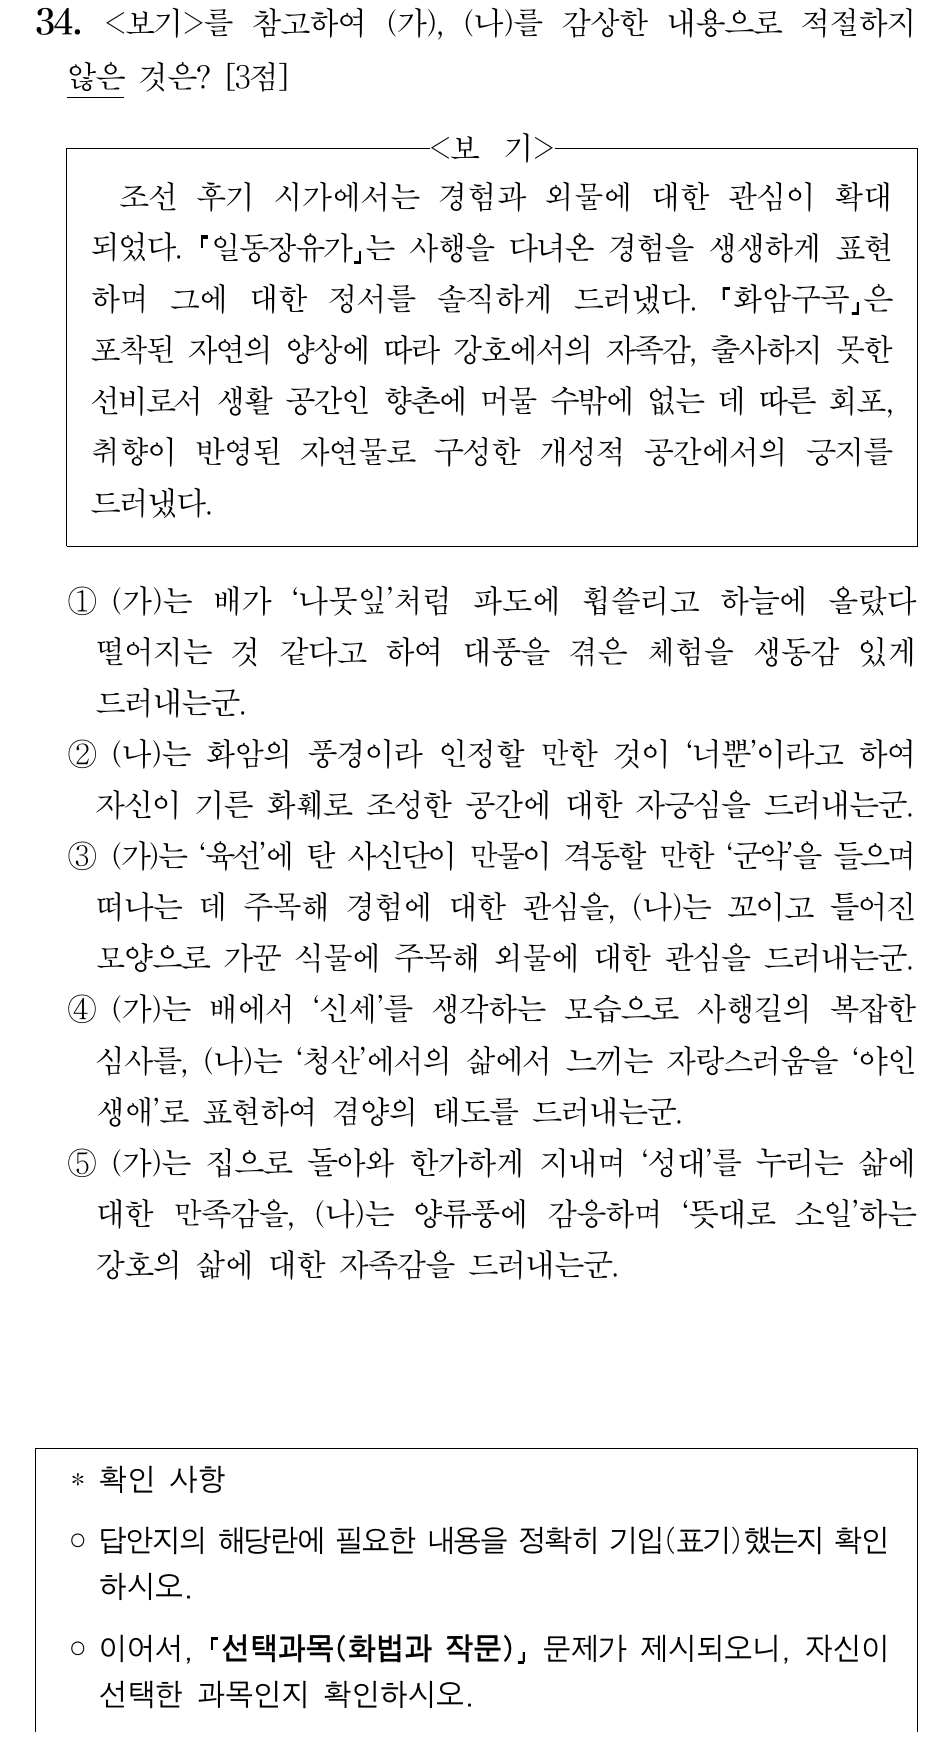 34. <보기>를 참고하여 (가), (나)를 감상한 내용으로 적절하지
않은 것은? [3점]
<보 기>
조선 후기 시가에서는 경험과 외물에 대한 관심이 확대
되었다. 『일동장유가』는 사행을 다녀온 경험을 생생하게 표현
하며 그에 대한 정서를 솔직하게 드러냈다. 『화암구곡』은
포착된 자연의 양상에 따라 강호에서의 자족감, 출사하지 못한
선비로서 생활 공간인 향촌에 머물 수밖에 없는 데 따른 회포,
취향이 반영된 자연물로 구성한 개성적 공간에서의 긍지를
드러냈다.
① (가)는 배가 ‘나뭇잎’처럼 파도에 휩쓸리고 하늘에 올랐다
떨어지는 것 같다고 하여 대풍을 겪은 체험을 생동감 있게
드러내는군.
② (나)는 화암의 풍경이라 인정할 만한 것이 ‘너뿐’이라고 하여
자신이 기른 화훼로 조성한 공간에 대한 자긍심을 드러내는군.
③ (가)는 ‘육선’에 탄 사신단이 만물이 격동할 만한 ‘군악’을 들으며
떠나는 데 주목해 경험에 대한 관심을, (나)는 꼬이고 틀어진
모양으로 가꾼 식물에 주목해 외물에 대한 관심을 드러내는군.
④ (가)는 배에서 ‘신세’를 생각하는 모습으로 사행길의 복잡한
심사를, (나)는 ‘청산’에서의 삶에서 느끼는 자랑스러움을 ‘야인
생애’로 표현하여 겸양의 태도를 드러내는군.
⑤ (가)는 집으로 돌아와 한가하게 지내며 ‘성대’를 누리는 삶에
대한 만족감을, (나)는 양류풍에 감응하며 ‘뜻대로 소일’하는
강호의 삶에 대한 자족감을 드러내는군.
* 확인 사항
○ 답안지의 해당란에 필요한 내용을 정확히 기입(표기)했는지 확인
하시오.
○ 이어서, 「선택과목(화법과 작문)」 문제가 제시되오니, 자신이
선택한 과목인지 확인하시오.